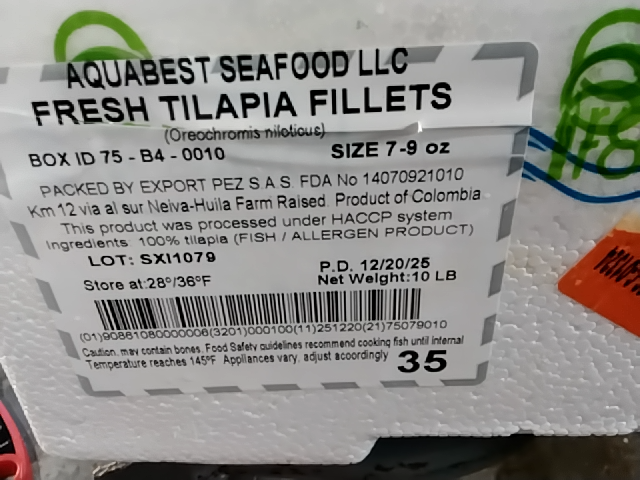 AQUABEST SEAFOOD LLC
FRESH TILAPIA FILLETS
(Oreochromis niloticus)
BOX ID 75 - B4 - 0010 SIZE 7-9 oz
PACKED BY EXPORT PEZ S.A.S. FDA No 14070921010
Km 12 via al sur Neiva-Huila Farm Raised. Product of Colombia
This product was processed under HACCP system
Ingredients: 100% tilapia (FISH / ALLERGEN PRODUCT)
LOT: SXI1079 P.D. 12/20/25
Store at:28º/36ºF Net Weight:10 LB
(01)90861080000006(3201)000100(11)251220(21)75079010
Caution, may contain bones. Food Safety guidelines recommend cooking fish until internal
Temperature reaches 145ºF Appliances vary, adjust accordingly 35